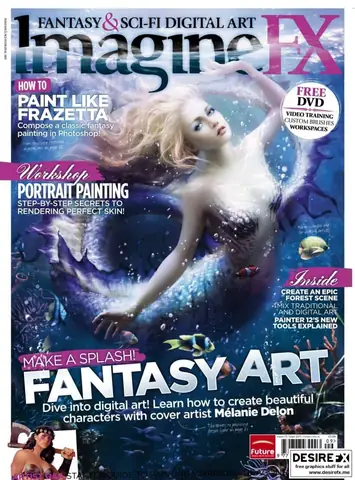 FANTASY & SCI-FI DIGITAL ART
ImagineFX
HOW TO
PAINT LIKE
FRAZETTA
Compose a classic fantasy
painting in Photoshop!
FREE
DVD
VIDEO TRAINING
CUSTOM BRUSHES
WORKSPACES
Workshop
PORTRAIT PAINTING
STEP-BY-STEP SECRETS TO
RENDERING PERFECT SKIN!
Inside
CREATE AN EPIC
FOREST SCENE
MIX TRADITIONAL
AND DIGITAL ART
PAINTER 12'S NEW
TOOLS EXPLAINED
MAKE A SPLASH!
FANTASY ART
Dive into digital art! Learn how to create beautiful
characters with cover artist Mélanie Delon
Future
DESIRE FX
free graphics stuff for all
www.desirefx.me